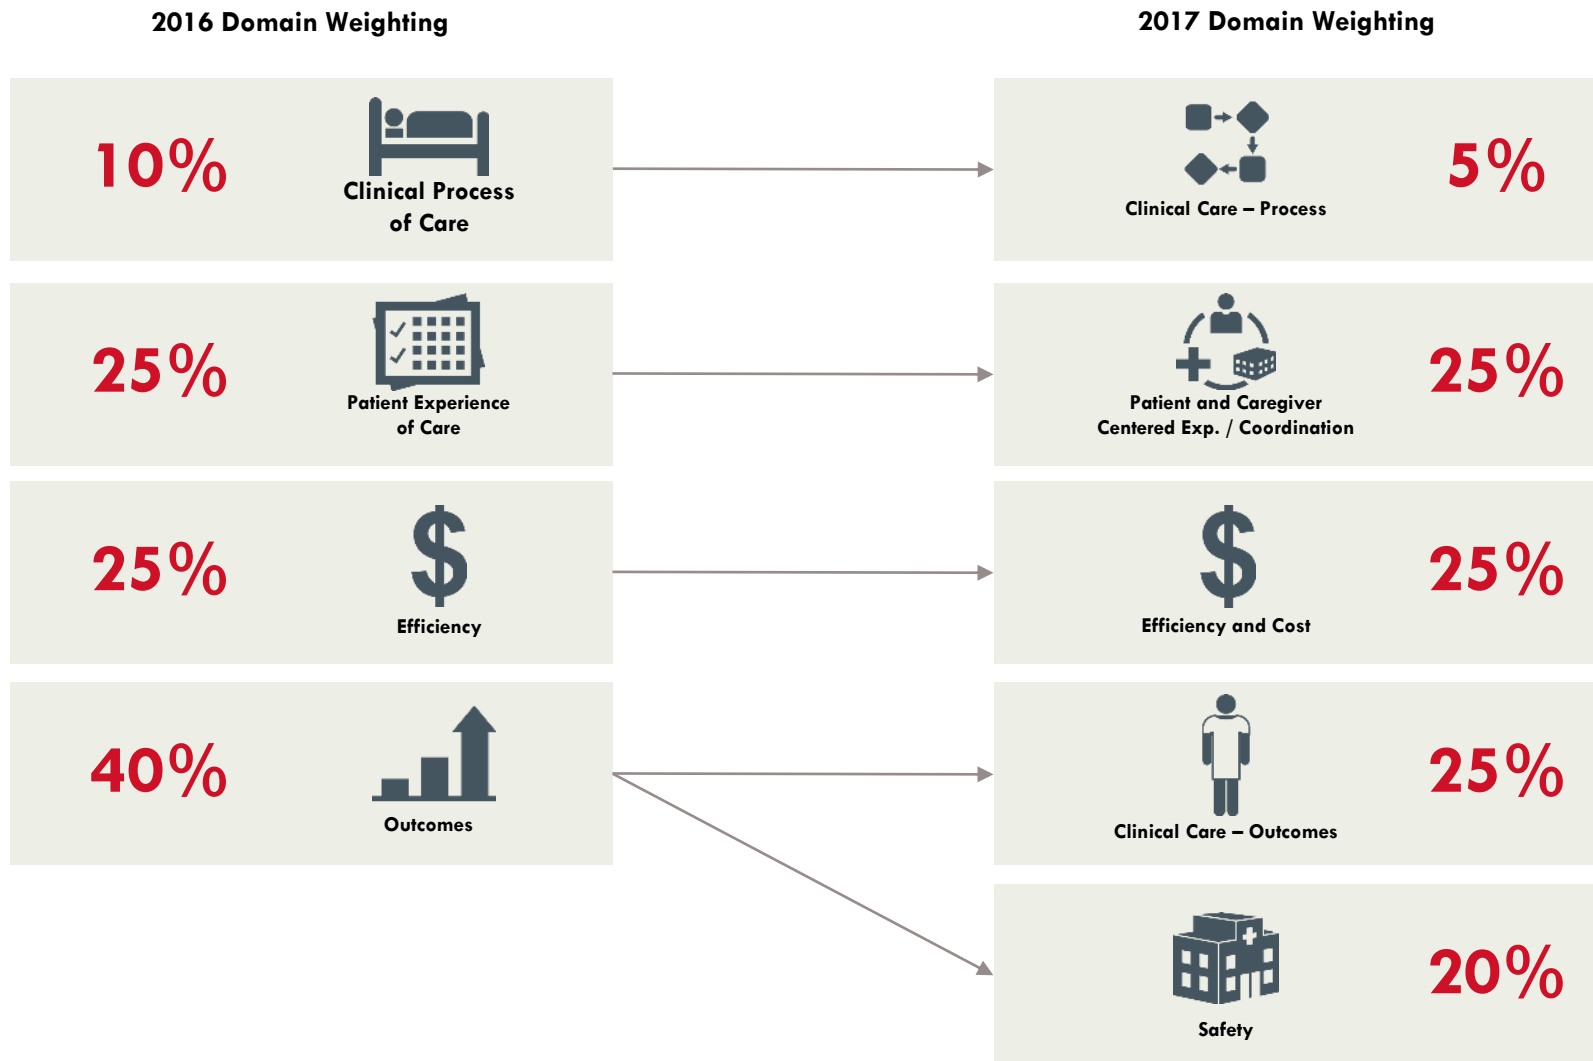 2016 Domain Weighting
2017 Domain Weighting
10%
Clinical Process
of Care
Clinical Care – Process
5%
25%
Patient Experience
of Care
Patient and Caregiver
Centered Exp. / Coordination
25%
25%
Efficiency
Efficiency and Cost
25%
40%
Outcomes
Clinical Care – Outcomes
25%
Safety
20%